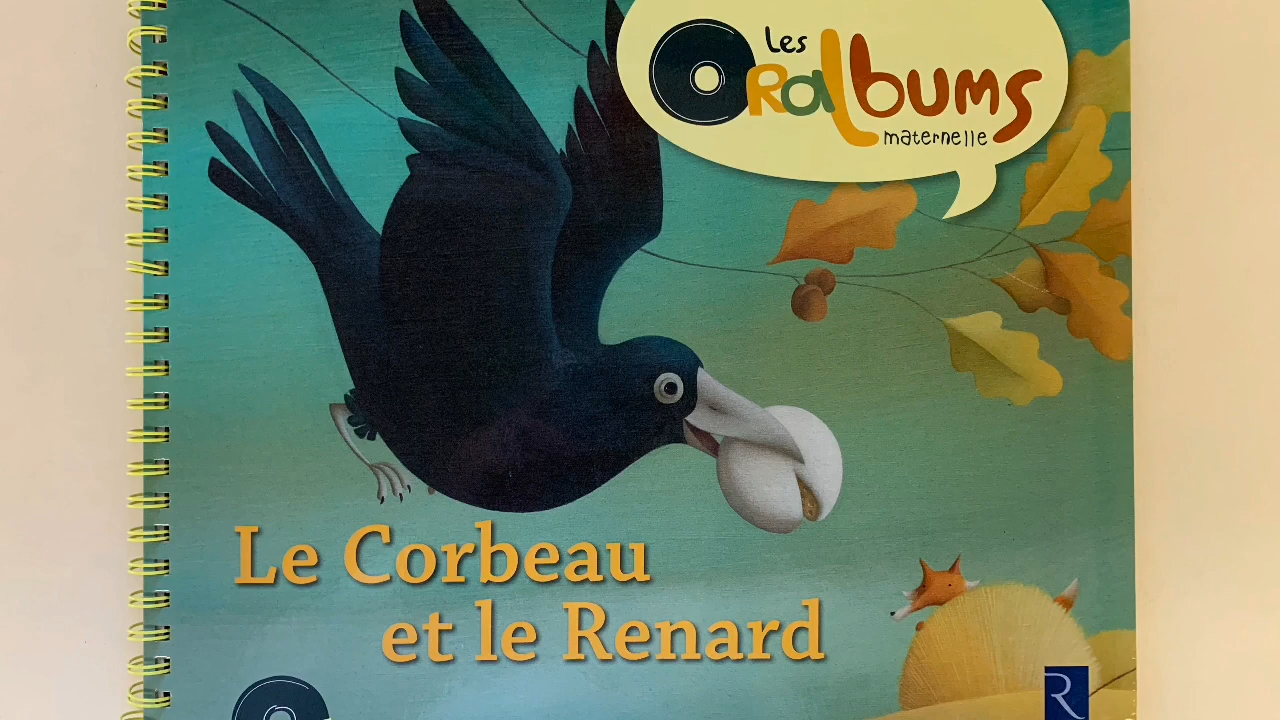 Les
Oralbums
maternelle
Le Corbeau
et le Renard
R